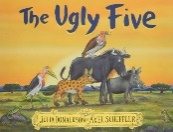 The Ugly Five
JULIA DONALDSON · AXEL SCHEFFLER